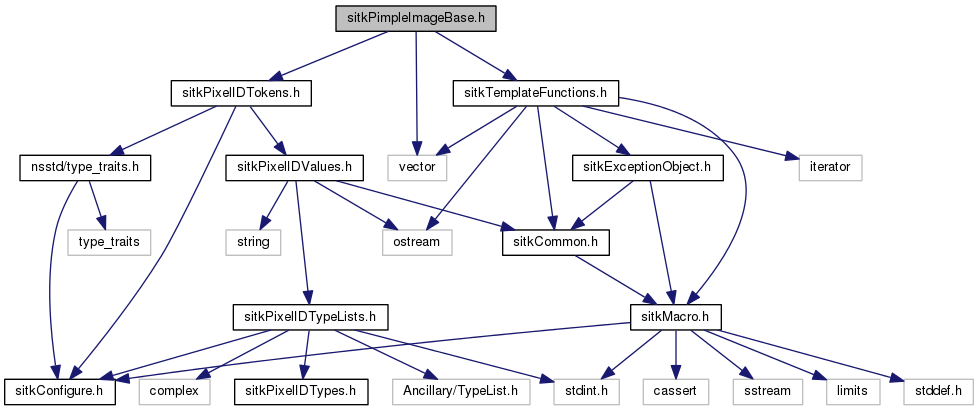 sitkPimpleImageBase.h
sitkPixelIDTokens.h
sitkTemplateFunctions.h
nsstd/type_traits.h
sitkPixelIDValues.h
vector
sitkExceptionObject.h
iterator
type_traits
string
ostream
sitkCommon.h
sitkPixelIDTypeLists.h
sitkMacro.h
sitkConfigure.h
complex
sitkPixelIDTypes.h
Ancillary/TypeList.h
stdint.h
cassert
sstream
limits
stddef.h